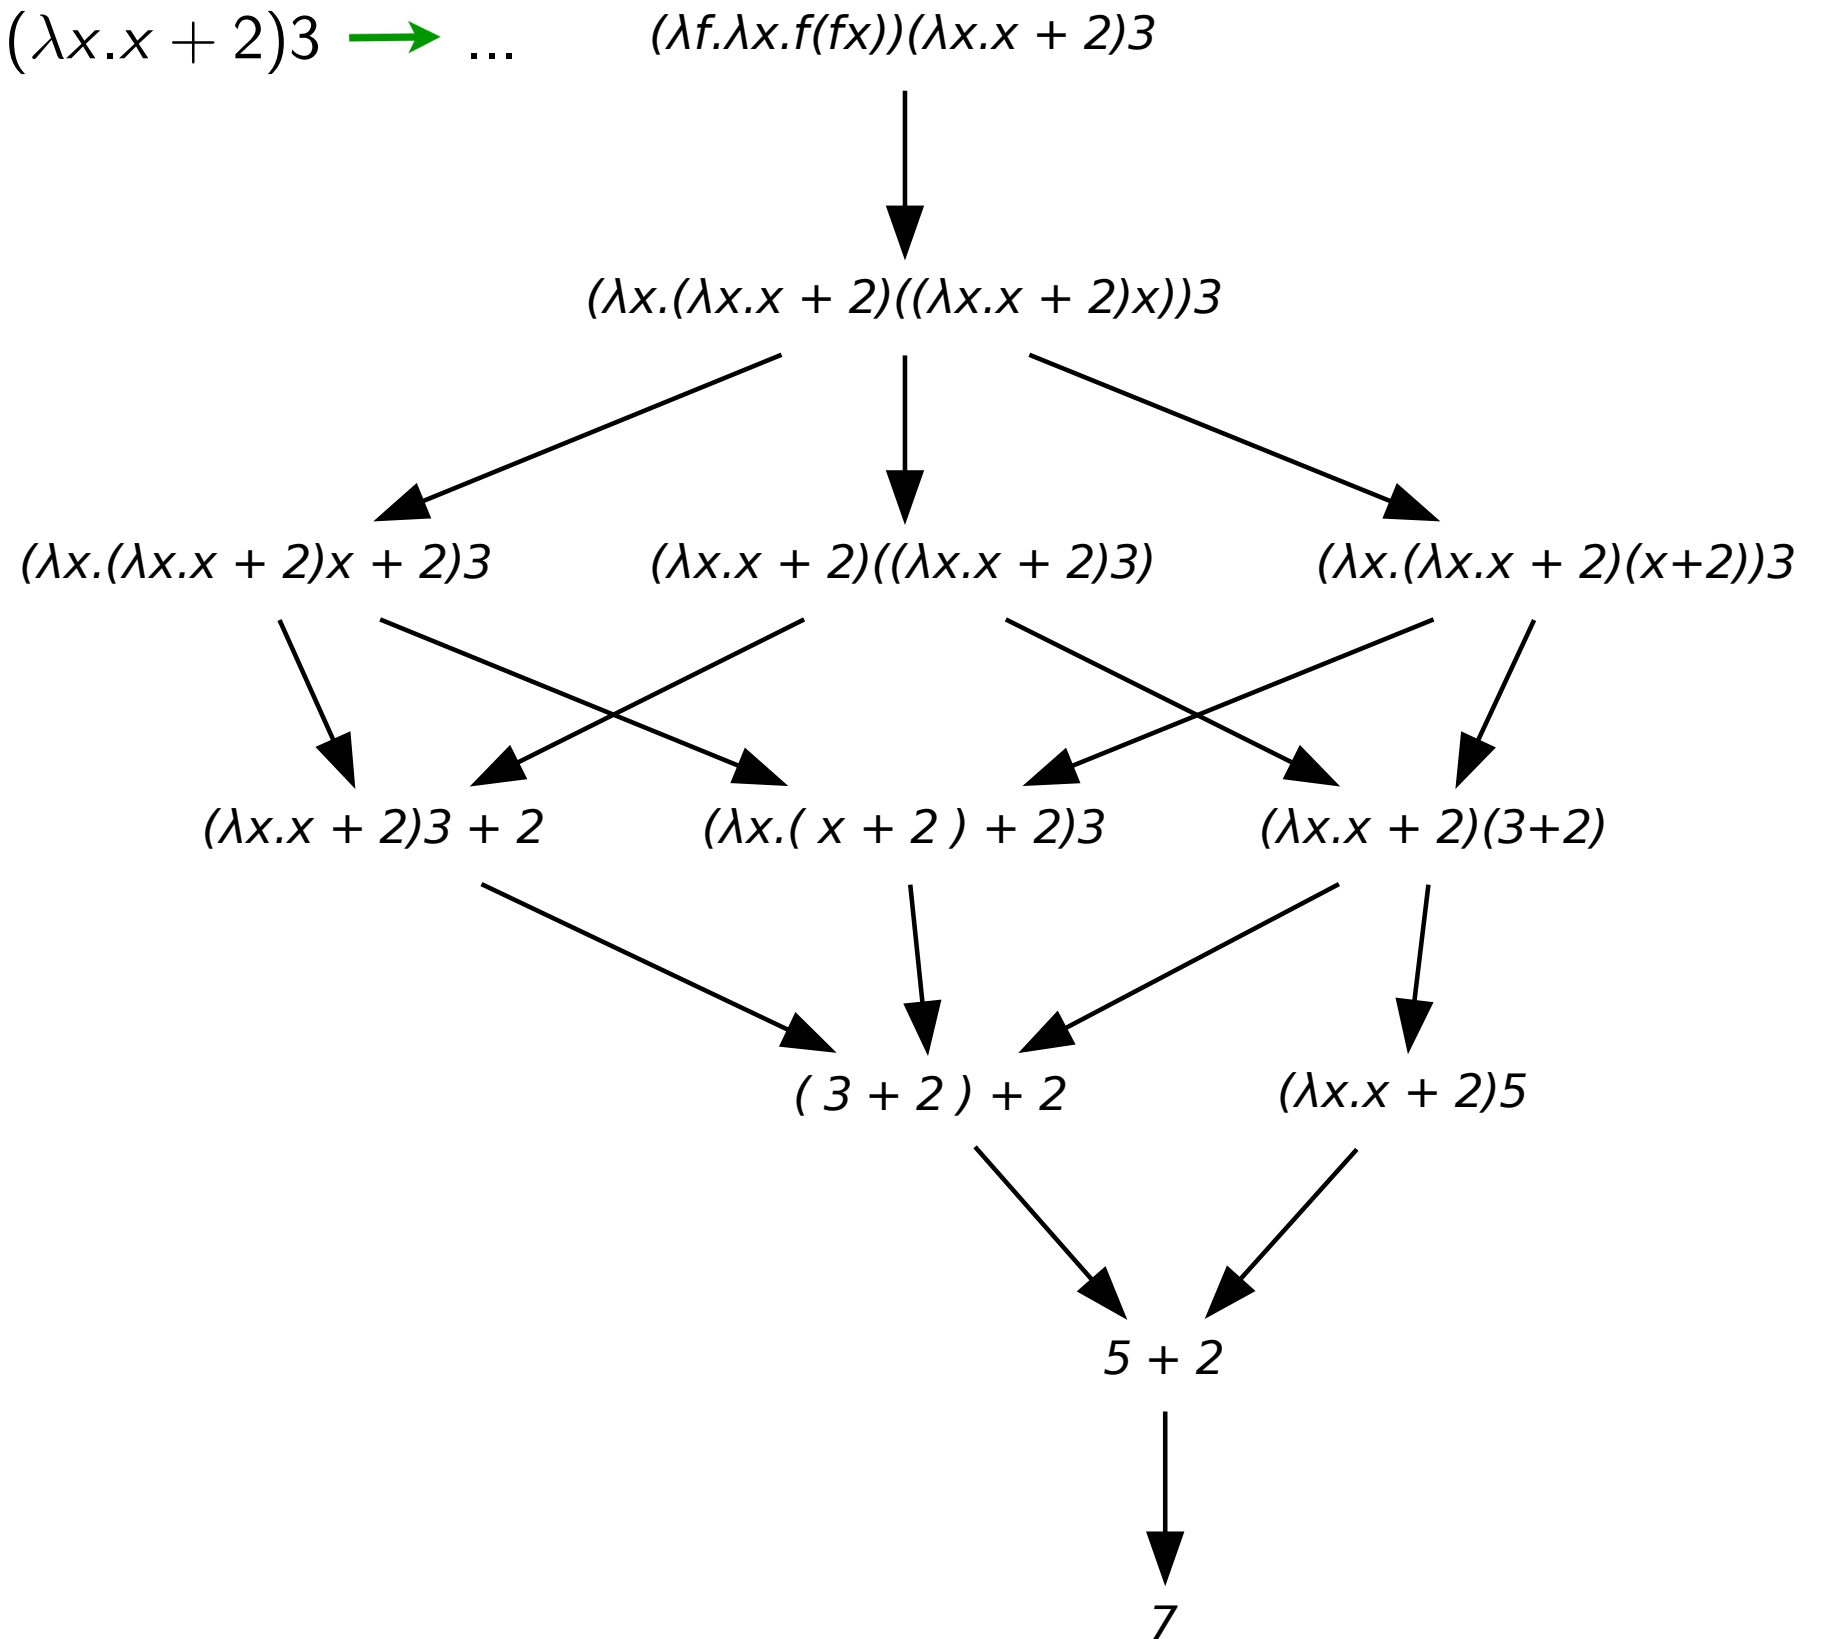 (λx.x + 2)3 → ...
(λf.λx.f(fx))(λx.x + 2)3
(λx.(λx.x + 2)((λx.x + 2)x))3
(λx.(λx.x + 2)x + 2)3
(λx.x + 2)((λx.x + 2)3)
(λx.(λx.x + 2)(x+2))3
(λx.x + 2)3 + 2
(λx.( x + 2 ) + 2)3
(λx.x + 2)(3+2)
( 3 + 2 ) + 2
(λx.x + 2)5
5 + 2
7